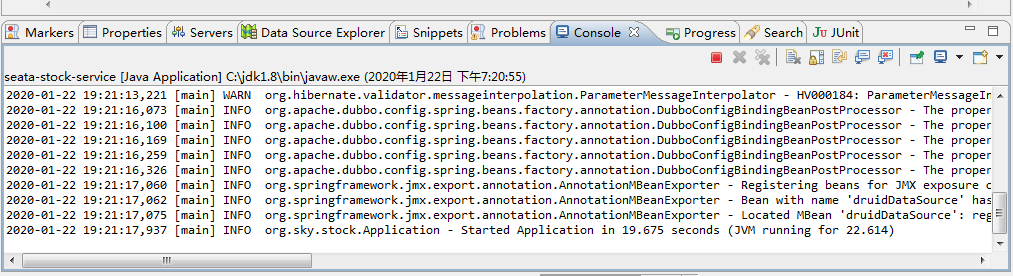 Markers Properties Servers Data Source Explorer Snippets Problems Console Progress Search JUnit
seata-stock-service [Java Application] C:\jdk1.8\bin\javaw.exe (2020年1月22日 下午7:20:55)
2020-01-22 19:21:13,221 [main] WARN  org.hibernate.validator.messageinterpolation.ParameterMessageInterpolator - HV000184: ParameterMessageIn
2020-01-22 19:21:16,073 [main] INFO  org.apache.dubbo.config.spring.beans.factory.annotation.DubboConfigBindingBeanPostProcessor - The proper
2020-01-22 19:21:16,100 [main] INFO  org.apache.dubbo.config.spring.beans.factory.annotation.DubboConfigBindingBeanPostProcessor - The proper
2020-01-22 19:21:16,169 [main] INFO  org.apache.dubbo.config.spring.beans.factory.annotation.DubboConfigBindingBeanPostProcessor - The proper
2020-01-22 19:21:16,259 [main] INFO  org.apache.dubbo.config.spring.beans.factory.annotation.DubboConfigBindingBeanPostProcessor - The proper
2020-01-22 19:21:16,326 [main] INFO  org.apache.dubbo.config.spring.beans.factory.annotation.DubboConfigBindingBeanPostProcessor - The proper
2020-01-22 19:21:17,060 [main] INFO  org.springframework.jmx.export.annotation.AnnotationMBeanExporter - Registering beans for JMX exposure o
2020-01-22 19:21:17,062 [main] INFO  org.springframework.jmx.export.annotation.AnnotationMBeanExporter - Bean with name 'druidDataSource' has
2020-01-22 19:21:17,075 [main] INFO  org.springframework.jmx.export.annotation.AnnotationMBeanExporter - Located MBean 'druidDataSource': reg
2020-01-22 19:21:17,937 [main] INFO  org.sky.stock.Application - Started Application in 19.675 seconds (JVM running for 22.614)